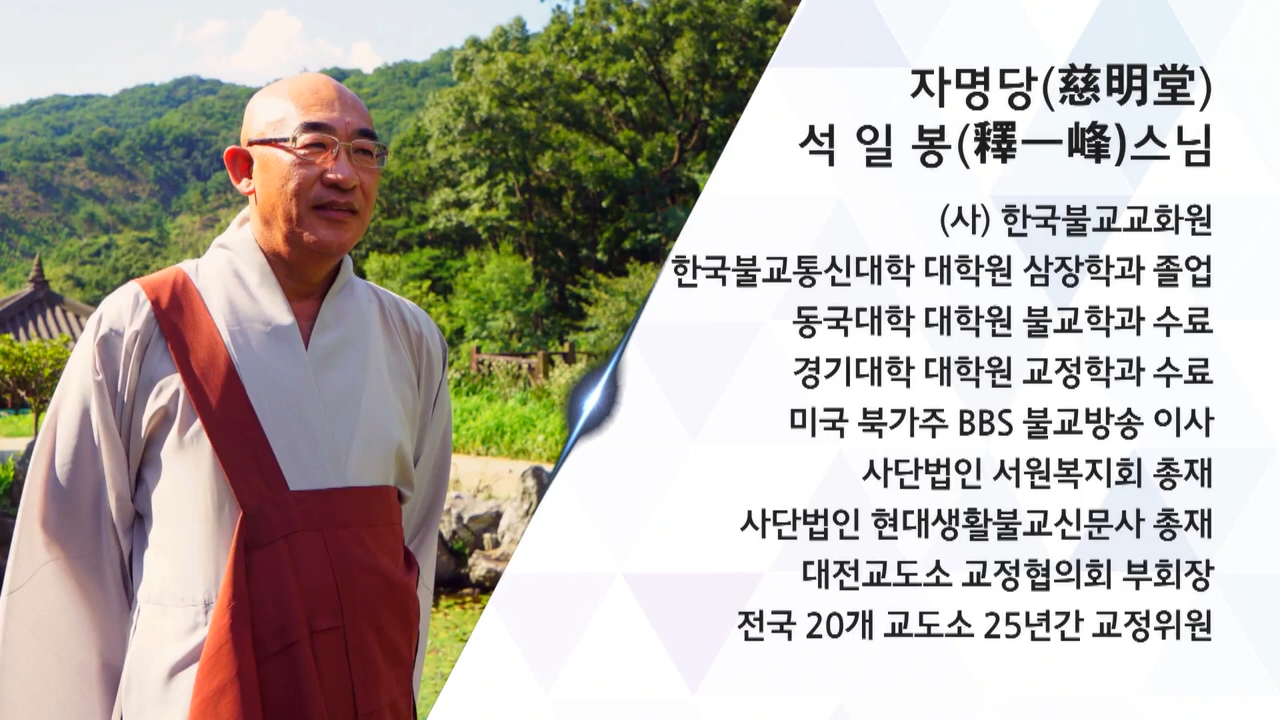 자명당(慈明堂)
석 일 봉(釋一峰)스님
(사) 한국불교교화원
한국불교통신대학 대학원 삼장학과 졸업
동국대학 대학원 불교학과 수료
경기대학 대학원 교정학과 수료
미국 북가주 BBS 불교방송 이사
사단법인 서원복지회 총재
사단법인 현대생활불교신문사 총재
대전교도소 교정협의회 부회장
전국 20개 교도소 25년간 교정위원